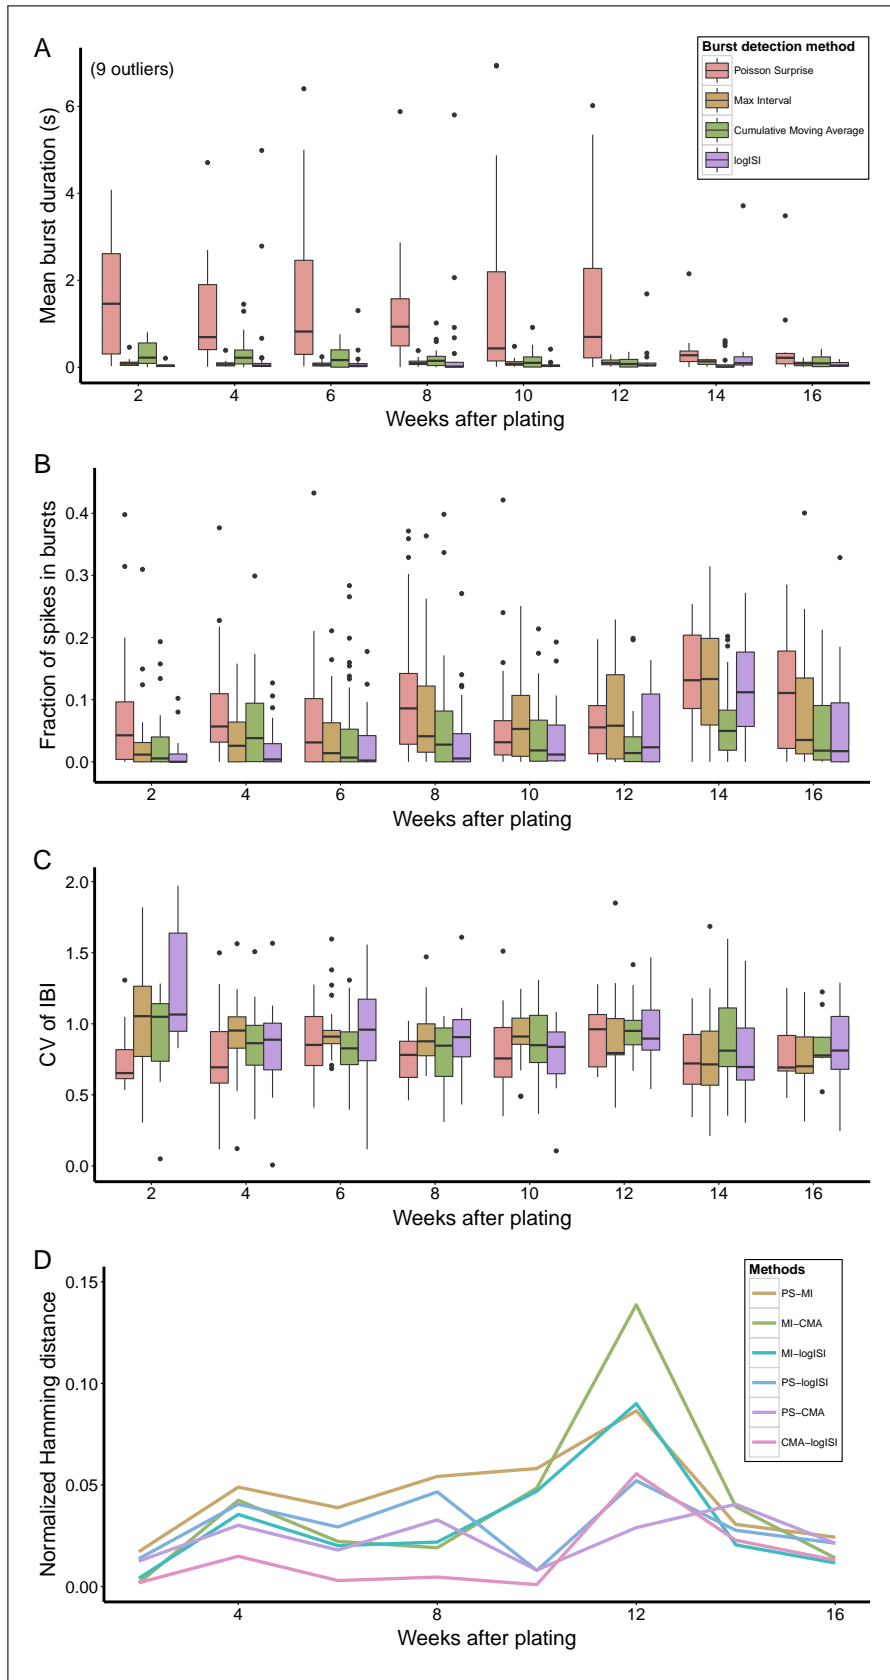 A
(9 outliers)
Burst detection method
Poisson Surprise
Max Interval
Cumulative Moving Average
logISI
Mean burst duration (s)
6
4
2
0
2 4 6 8 10 12 14 16
Weeks after plating
B
Fraction of spikes in bursts
0.4
0.3
0.2
0.1
0.0
2 4 6 8 10 12 14 16
Weeks after plating
C
CV of IBI
2.0
1.5
1.0
0.5
0.0
2 4 6 8 10 12 14 16
Weeks after plating
D
Methods
PS−MI
MI−CMA
MI−logISI
PS−logISI
PS−CMA
CMA−logISI
Normalized Hamming distance
0.15
0.10
0.05
0.00
4 8 12 16
Weeks after plating